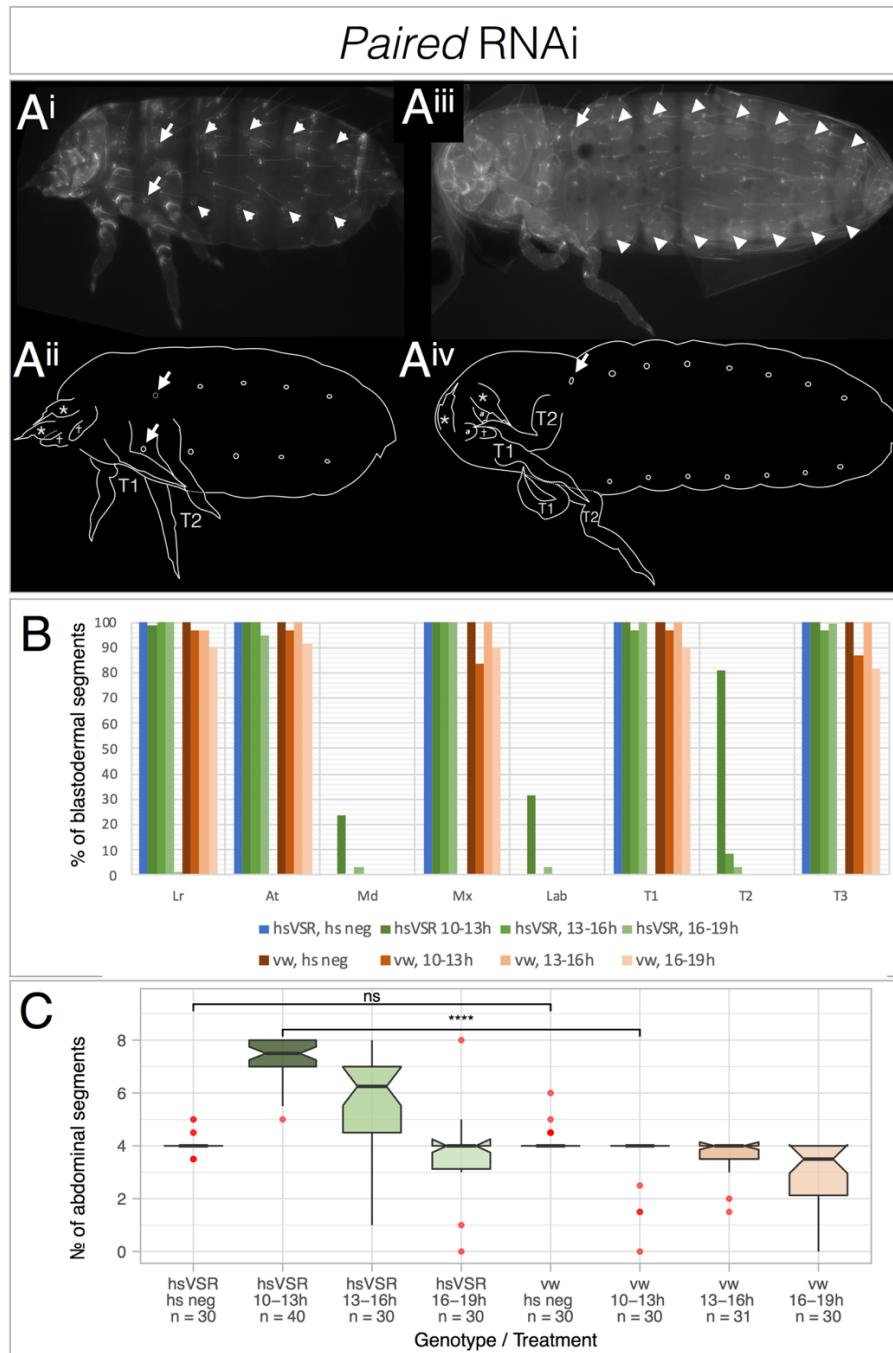 Paired RNAi
Ai
Aiii
Aii
Aiv
*
*
†
T1
T2
*
*
a
a
†
T2
T1
T1
T2
B
% of blastodermal segments
100
90
80
70
60
50
40
30
20
10
0
Lr At Md Mx Lab T1 T2 T3
hsVSR, hs neg hsVSR 10-13h hsVSR, 13-16h hsVSR, 16-19h
vw, hs neg vw, 10-13h vw, 13-16h vw, 16-19h
C
ns
****
№ of abdominal segments
8
6
4
2
0
hsVSR hsVSR hsVSR hsVSR vw vw vw vw
hs neg 10–13h 13–16h 16–19h hs neg 10–13h 13–16h 16–19h
n = 30 n = 40 n = 30 n = 30 n = 30 n = 30 n = 31 n = 30
Genotype / Treatment